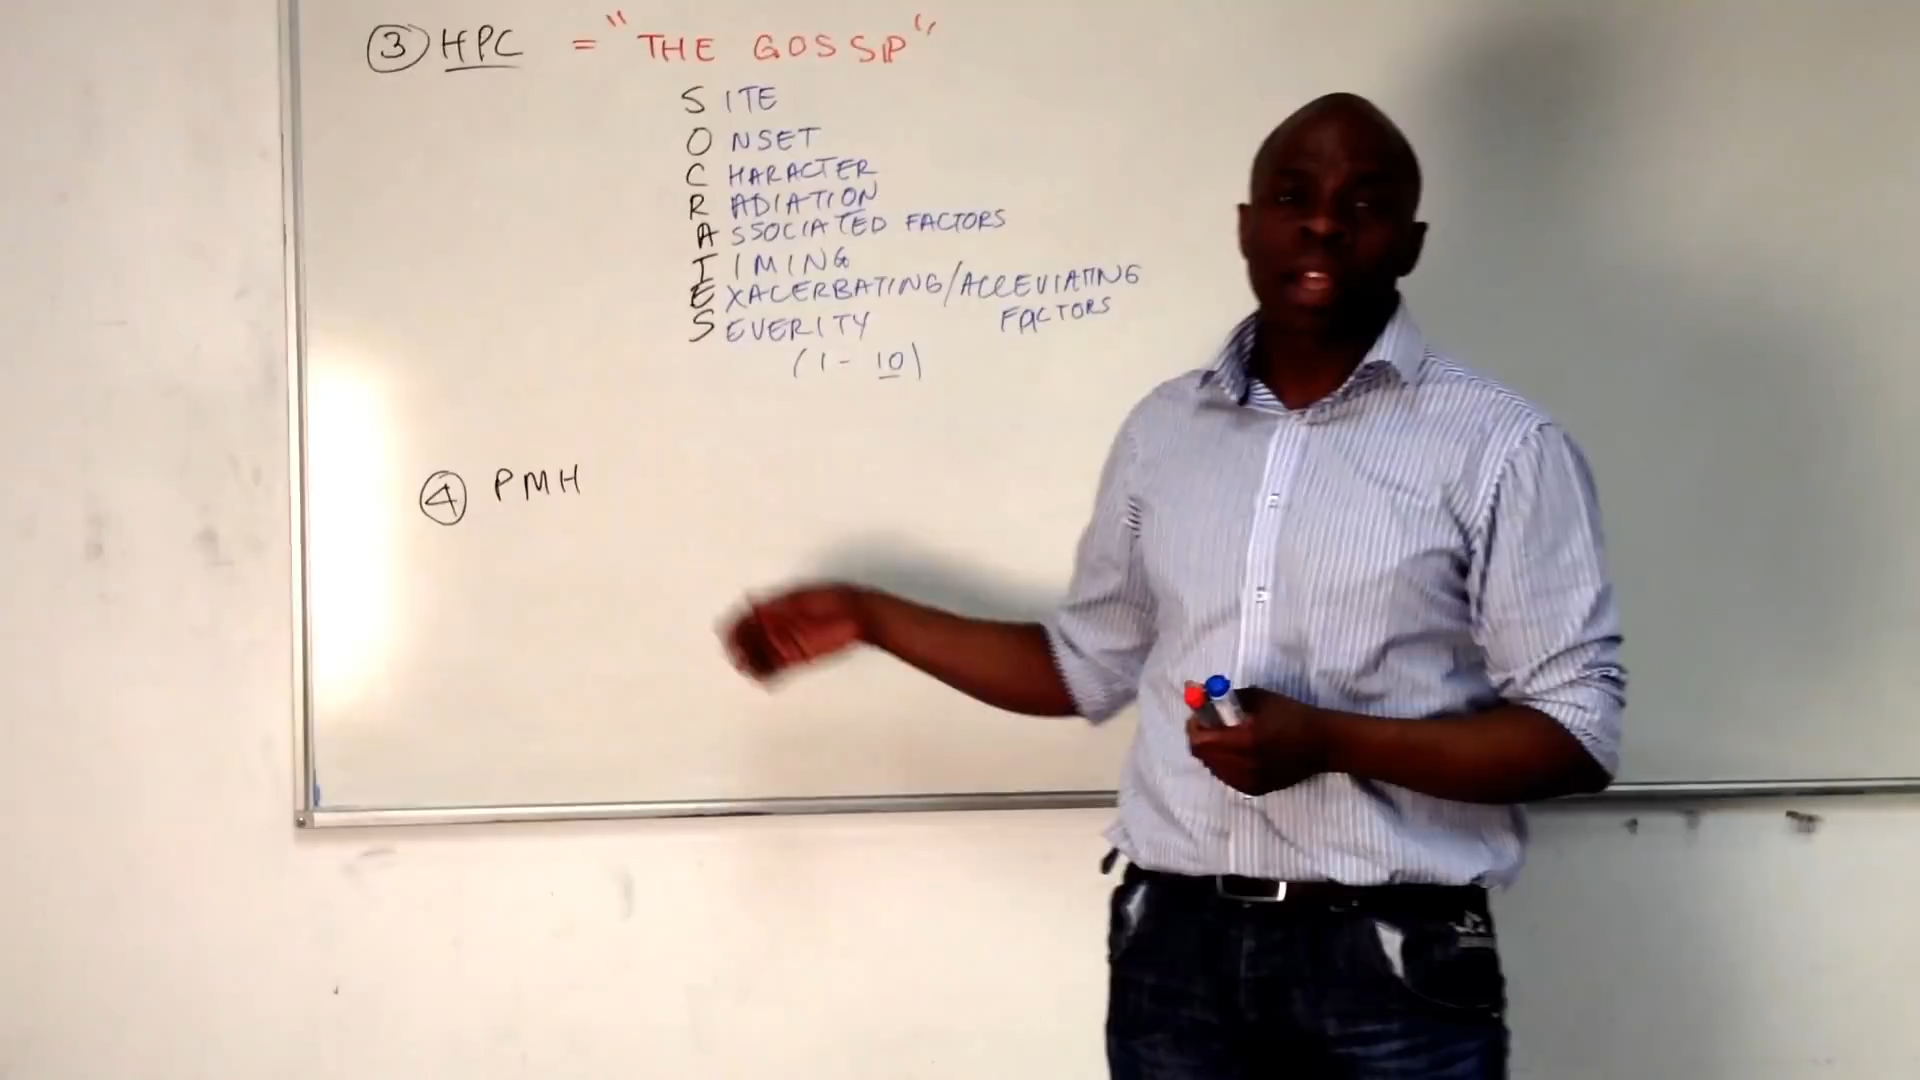 ③ HPC = "THE GOSSIP"
SITE
ONSET
CHARACTER
RADIATION
ASSOCIATED FACTORS
TIMING
EXACERBATING/ALLEVIATING
FACTORS
SEVERITY
(1-10)
④ PMH